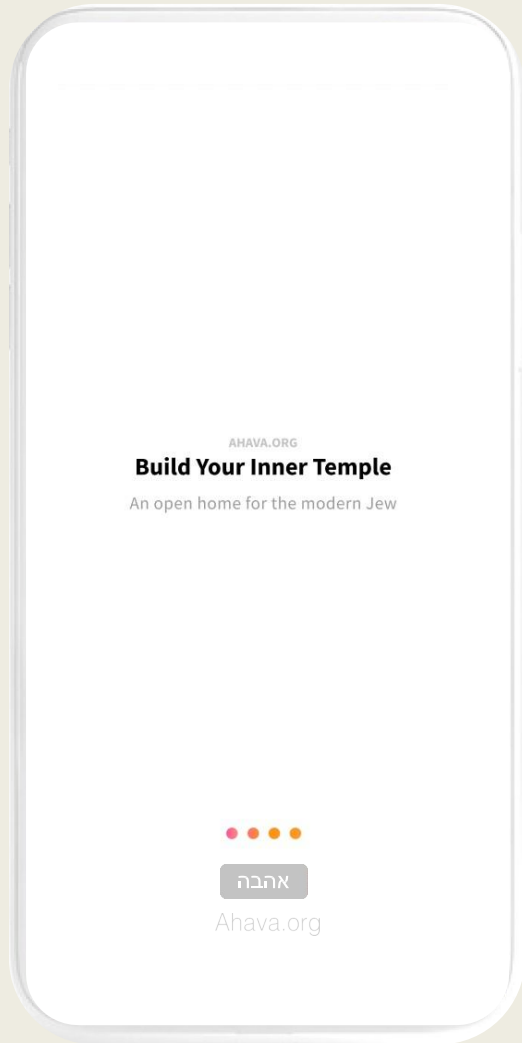 AHAVA.ORG
Build Your Inner Temple
An open home for the modern Jew
אהבה
Ahava.org